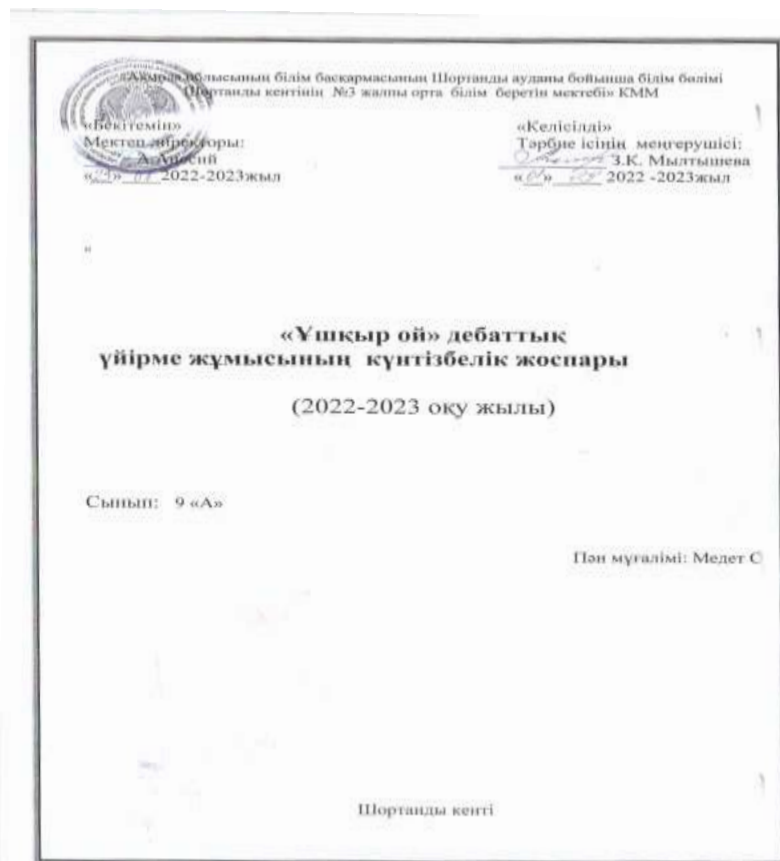 «Ақмола облысының білім басқармасының Шортанды ауданы бойынша білім бөлімі
Шортанды кентінің №3 жалпы орта білім беретін мектебі» КММ
«Бекітемін» «Келісілді»
Мектеп директоры: Тәрбие ісінің меңгерушісі:
З.К. Мылтышева
2022-2023жыл «01» 09 2022 -2023жыл
«
«Ұшқыр ой» дебаттық
үйірме жұмысының күнтізбелік жоспары
(2022-2023 оқу жылы)
Сынып: 9 «А»
Пән мұғалімі: Медет С
Шортанды кенті